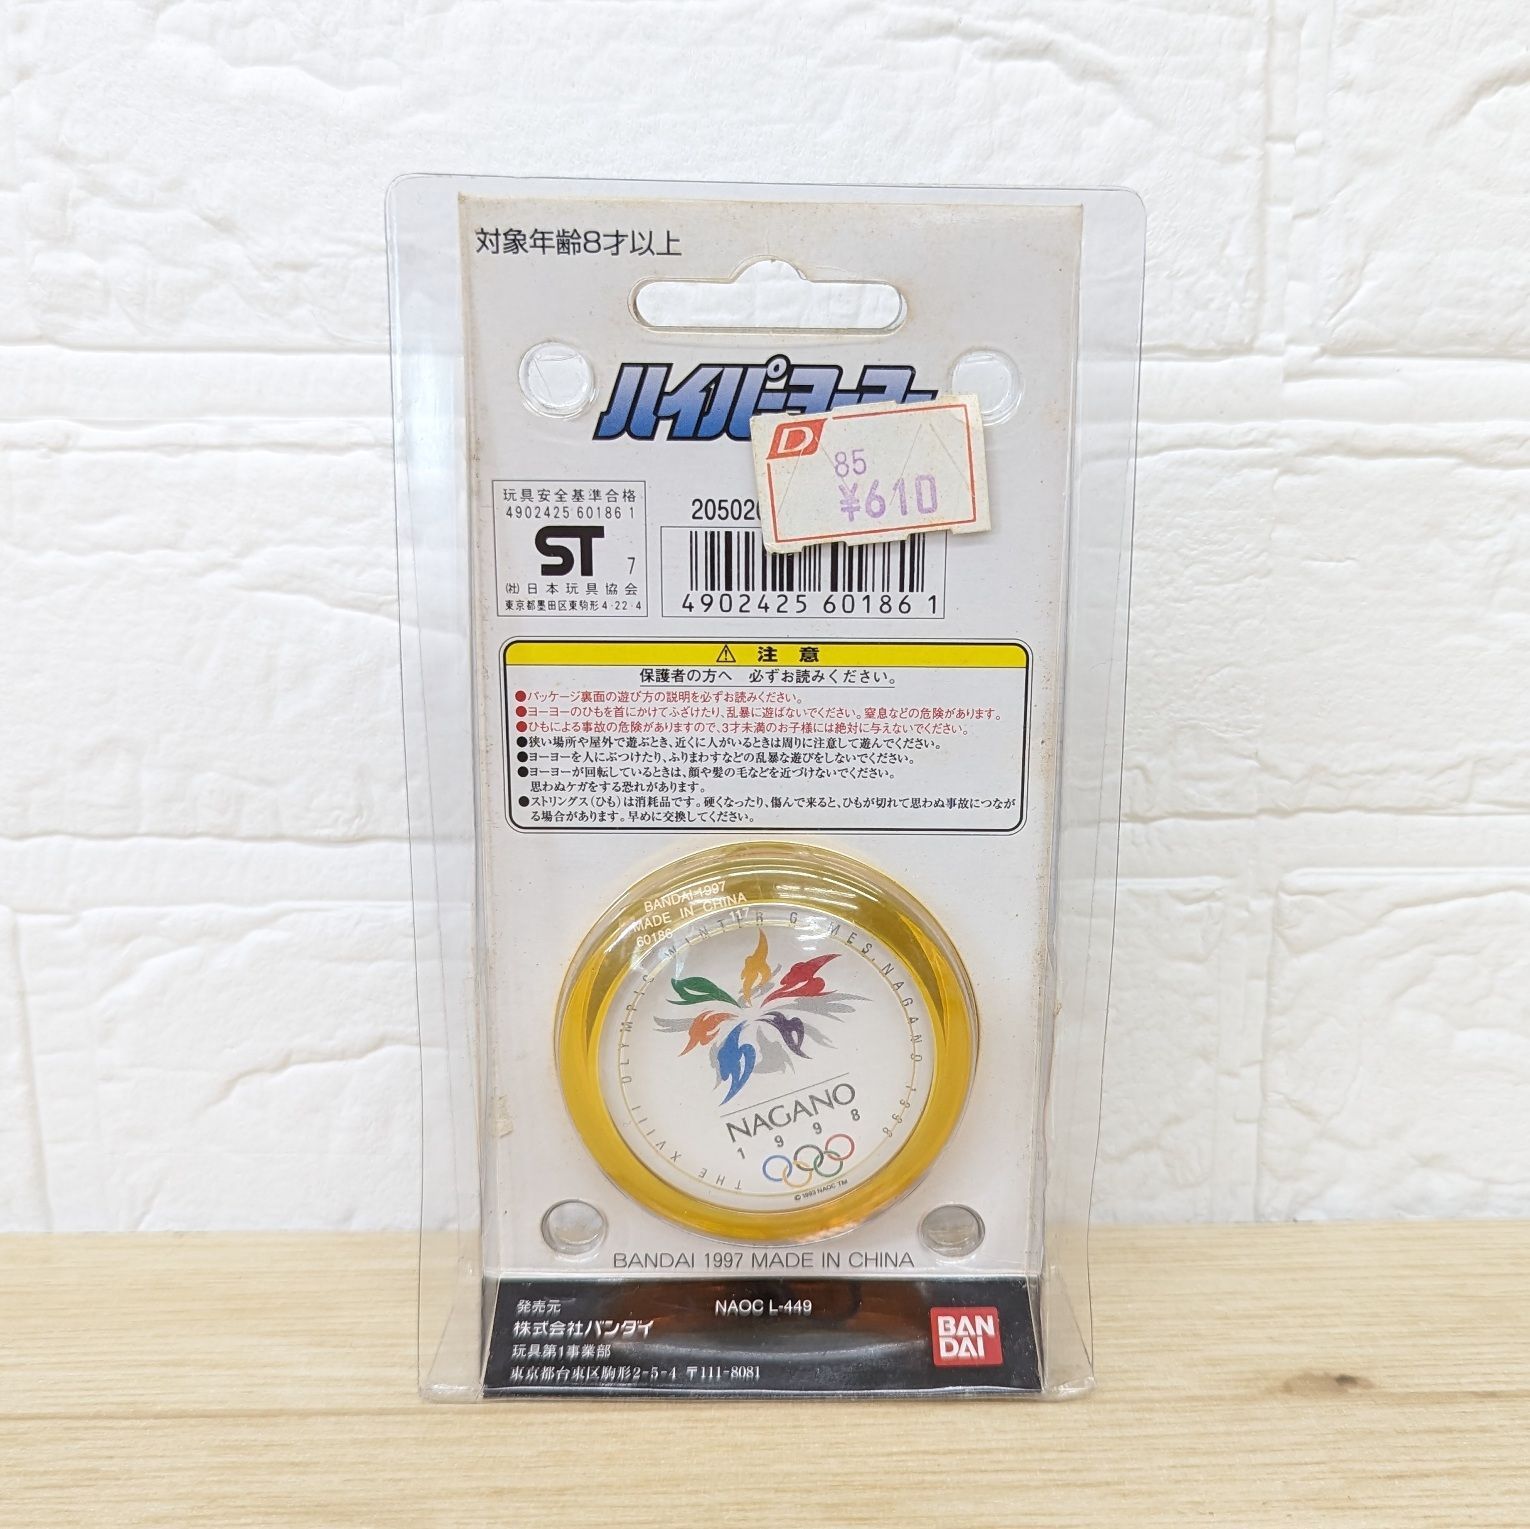 対象年齢8才以上
ハイパーヨーヨー
D
85
¥610
玩具安全基準合格
4902425 60186 1
ST 7
(社)日本玩具協会
東京都墨田区東駒形4-22-4
4902425 60186 1
⚠ 注意
保護者の方へ 必ずお読みください。
●パッケージ裏面の遊び方の説明を必ずお読みください。
●ヨーヨーのひもを首にかけてふざけたり、乱暴に遊ばないでください。窒息などの危険があります。
●ひもによる事故の危険がありますので、3才未満のお子様には絶対に与えないでください。
●狭い場所や屋外で遊ぶとき、近くに人がいるときは周りに注意して遊んでください。
●ヨーヨーを人にぶつけたり、ふりまわすなどの乱暴な遊びをしないでください。
●ヨーヨーが回転しているときは、顔や髪の毛などを近づけないでください。
思わぬケガをする恐れがあります。
●ストリングス(ひも)は消耗品です。硬くなったり、傷んで来ると、ひもが切れて思わぬ事故につなが
る場合があります。早めに交換してください。
BANDAI 1997
MADE IN CHINA
60186 117
THE XVIII OLYMPIC WINTER GAMES, NAGANO 1998
NAGANO
1998
©1993 NAOC TM
BANDAI 1997 MADE IN CHINA
発売元
NAOC L-449
株式会社バンダイ
玩具第1事業部
東京都台東区駒形2-5-4 〒111-8081
BAN
DAI